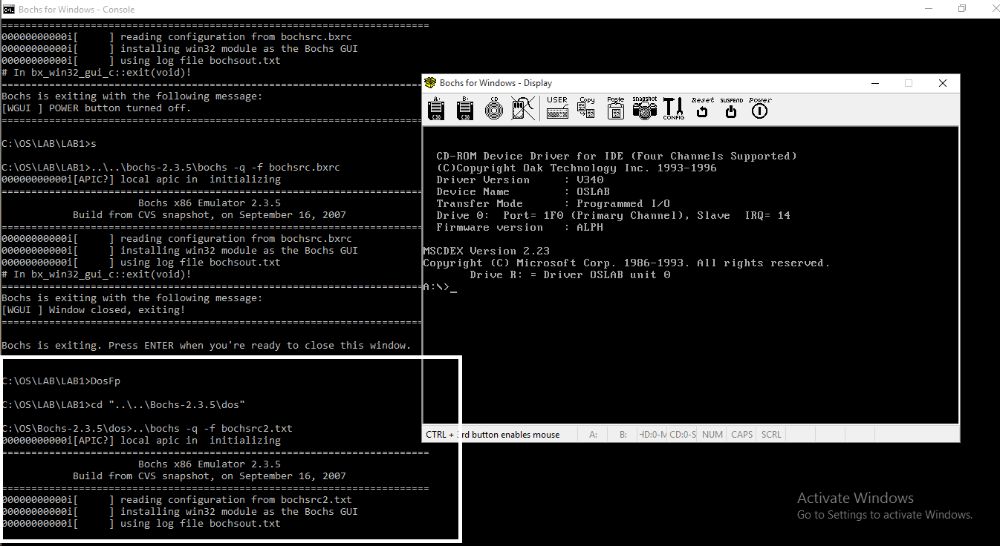 Bochs for Windows - Console
========================================================================
00000000000i[     ] reading configuration from bochsrc.bxrc
00000000000i[     ] installing win32 module as the Bochs GUI
00000000000i[     ] using log file bochsout.txt
# In bx_win32_gui_c::exit(void)!
========================================================================
Bochs is exiting with the following message:
[WGUI ] POWER button turned off.
========================================================================
C:\OS\LAB\LAB1>s
C:\OS\LAB\LAB1>..\..\bochs-2.3.5\bochs -q -f bochsrc.bxrc
00000000000i[APIC?] local apic in  initializing
========================================================================
Bochs x86 Emulator 2.3.5
Build from CVS snapshot, on September 16, 2007
========================================================================
00000000000i[     ] reading configuration from bochsrc.bxrc
00000000000i[     ] installing win32 module as the Bochs GUI
00000000000i[     ] using log file bochsout.txt
# In bx_win32_gui_c::exit(void)!
========================================================================
Bochs is exiting with the following message:
[WGUI ] Window closed, exiting!
========================================================================
Bochs is exiting. Press ENTER when you're ready to close this window.
C:\OS\LAB\LAB1>DosFp
C:\OS\LAB\LAB1>cd "..\..\Bochs-2.3.5\dos"
C:\OS\Bochs-2.3.5\dos>..\bochs -q -f bochsrc2.txt
00000000000i[APIC?] local apic in  initializing
========================================================================
Bochs x86 Emulator 2.3.5
Build from CVS snapshot, on September 16, 2007
========================================================================
00000000000i[     ] reading configuration from bochsrc2.txt
00000000000i[     ] installing win32 module as the Bochs GUI
00000000000i[     ] using log file bochsout.txt
Bochs for Windows - Display
A: B: CD USER Copy Paste snapshot CONFIG Reset SUSPEND Power
CD-ROM Device Driver for IDE (Four Channels Supported)
(C)Copyright Oak Technology Inc. 1993-1996
Driver Version     : V340
Device Name        : OSLAB
Transfer Mode      : Programmed I/O
Drive 0:  Port= 1F0 (Primary Channel), Slave  IRQ= 14
Firmware version   : ALPH
MSCDEX Version 2.23
Copyright (C) Microsoft Corp. 1986-1993. All rights reserved.
Drive R: = Driver OSLAB unit 0
A:\>_
CTRL + rd button enables mouse A: B: HD:0-M CD:0-S NUM CAPS SCRL
Activate Windows
Go to Settings to activate Windows.